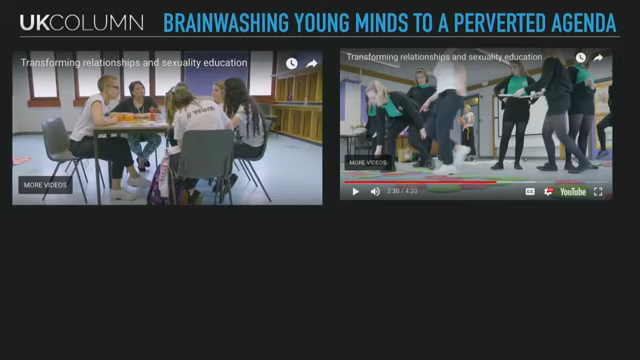 UKCOLUMN BRAINWASHING YOUNG MINDS TO A PERVERTED AGENDA
Transforming relationships and sexuality education
Transforming relationships and sexuality education
MORE VIDEOS
MORE VIDEOS
2:30 / 4:20
CC
YouTube